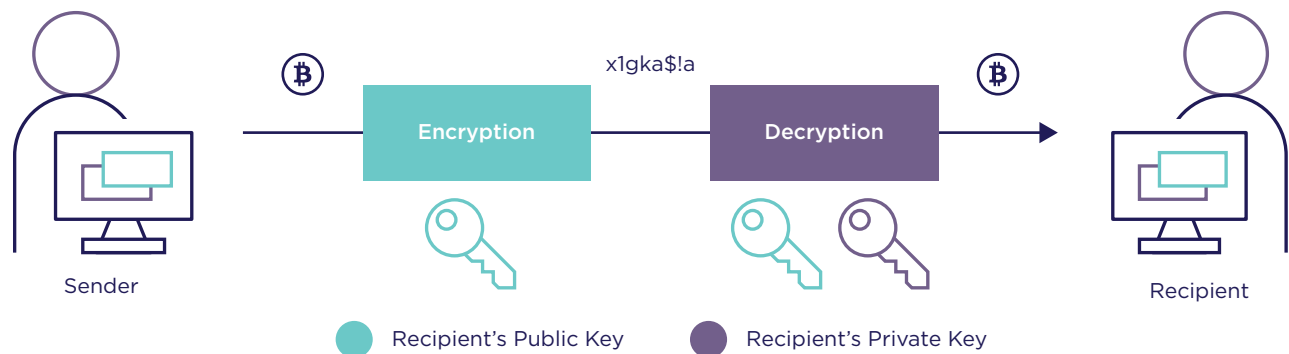 x1gka$!a
Encryption
Decryption
Sender
Recipient
Recipient's Public Key
Recipient's Private Key